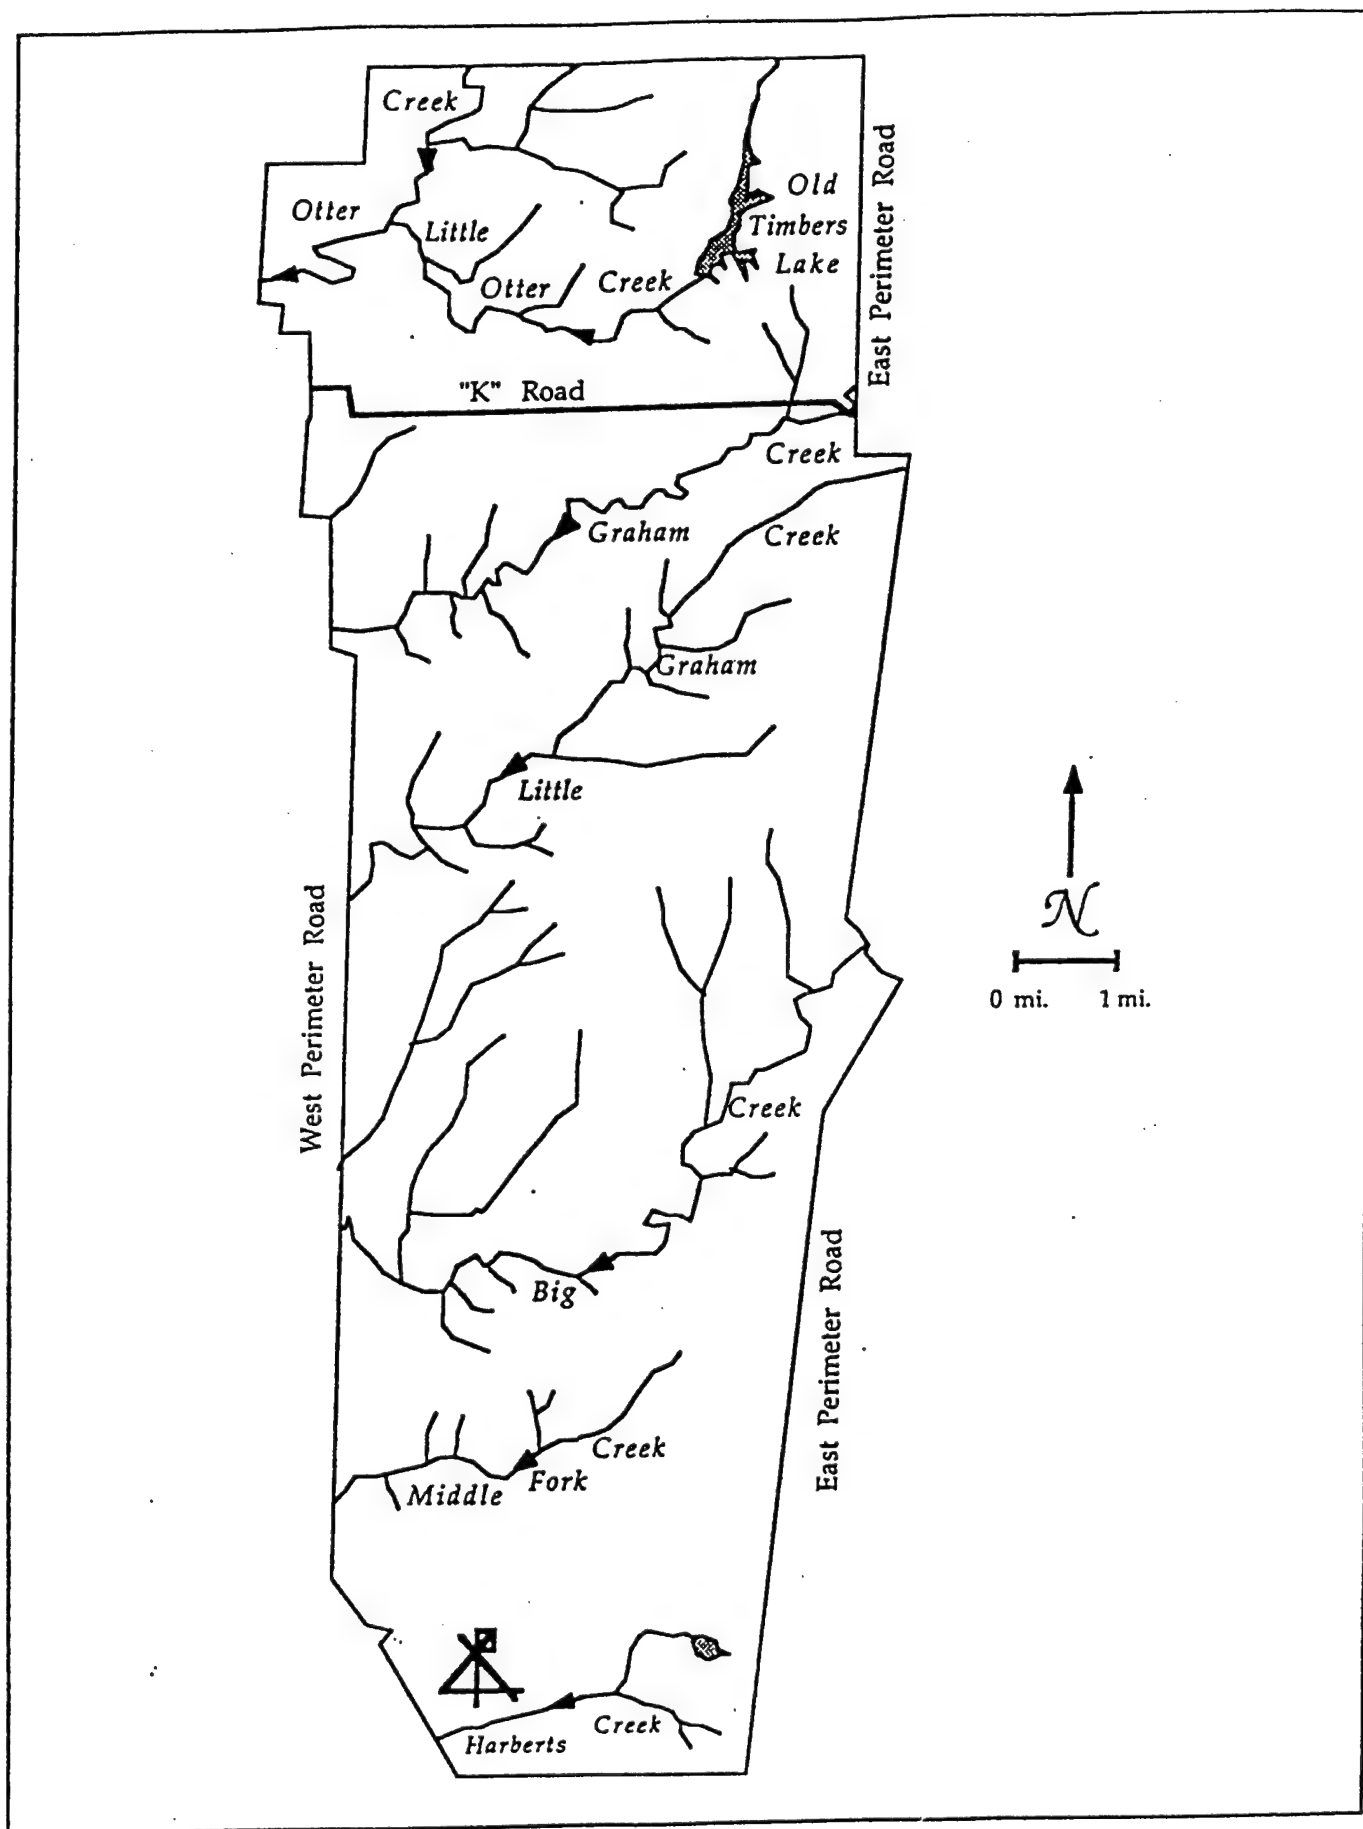 Creek
Otter
Little
Old
Timbers
Lake
Otter
Creek
East Perimeter Road
"K" Road
Creek
Graham
Creek
Graham
Little
West Perimeter Road
N
0 mi.
1 mi.
Creek
Big
East Perimeter Road
Creek
Fork
Middle
Creek
Harberts